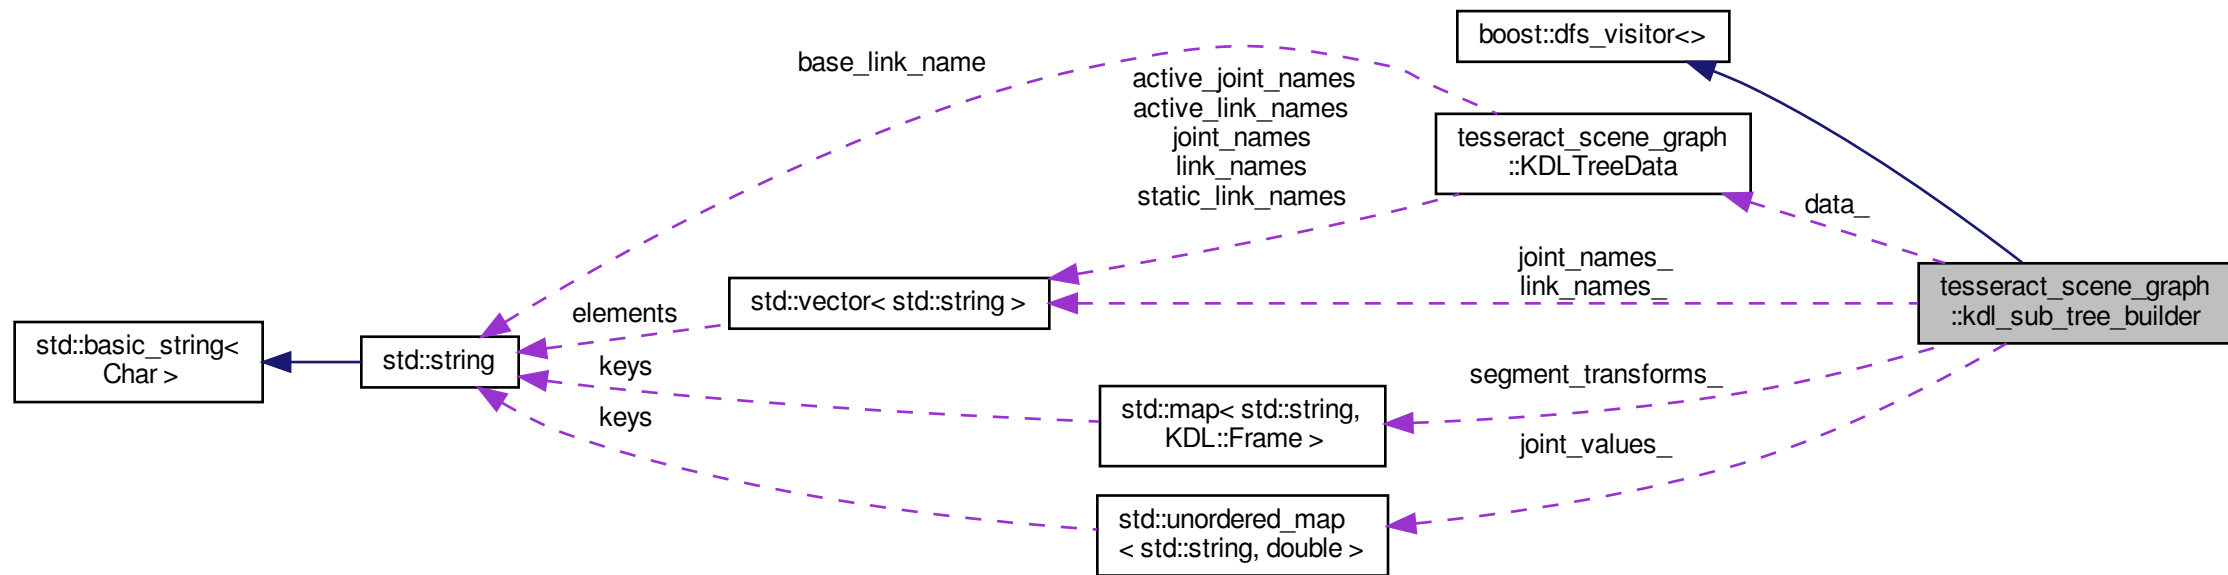 boost::dfs_visitor<>
base_link_name
active_joint_names
active_link_names
joint_names
link_names
static_link_names
tesseract_scene_graph
::KDLTreeData
data_
joint_names_
link_names_
tesseract_scene_graph
::kdl_sub_tree_builder
std::vector< std::string >
elements
std::basic_string<
Char >
std::string
keys
keys
segment_transforms_
std::map< std::string,
KDL::Frame >
joint_values_
std::unordered_map
< std::string, double >